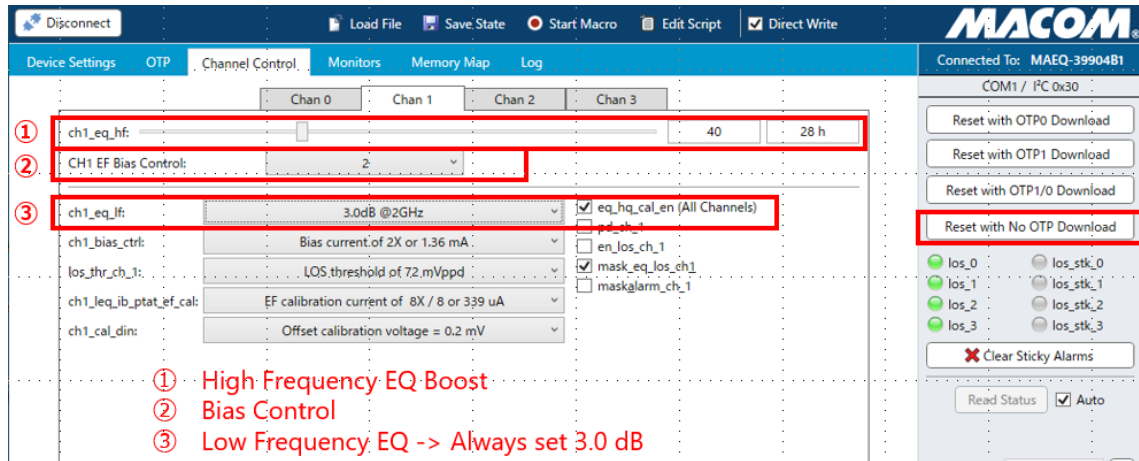 Disconnect
Load File
Save State
Start Macro
Edit Script
Direct Write
MACOM®
Device Settings
OTP
Channel Control
Monitors
Memory Map
Log
Connected To: MAEQ-39904B1
Chan 0
Chan 1
Chan 2
Chan 3
① ch1_eq_hf: 40 28 h
② CH1 EF Bias Control: 2
③ ch1_eq_lf: 3.0dB @2GHz
ch1_bias_ctrl: Bias current of 2X or 1.36 mA
los_thr_ch_1: LOS threshold of 72 mVppd
ch1_leq_ib_ptat_ef_cal: EF calibration current of 8X / 8 or 339 uA
ch1_cal_din: Offset calibration voltage = 0.2 mV
eq_hq_cal_en (All Channels)
pd_ch_1
en_los_ch_1
mask_eq_los_ch1
maskalarm_ch_1
① High Frequency EQ Boost
② Bias Control
③ Low Frequency EQ -> Always set 3.0 dB
COM1 / I²C 0x30
Reset with OTP0 Download
Reset with OTP1 Download
Reset with OTP1/0 Download
Reset with No OTP Download
los_0 los_stk_0
los_1 los_stk_1
los_2 los_stk_2
los_3 los_stk_3
Clear Sticky Alarms
Read Status
Auto